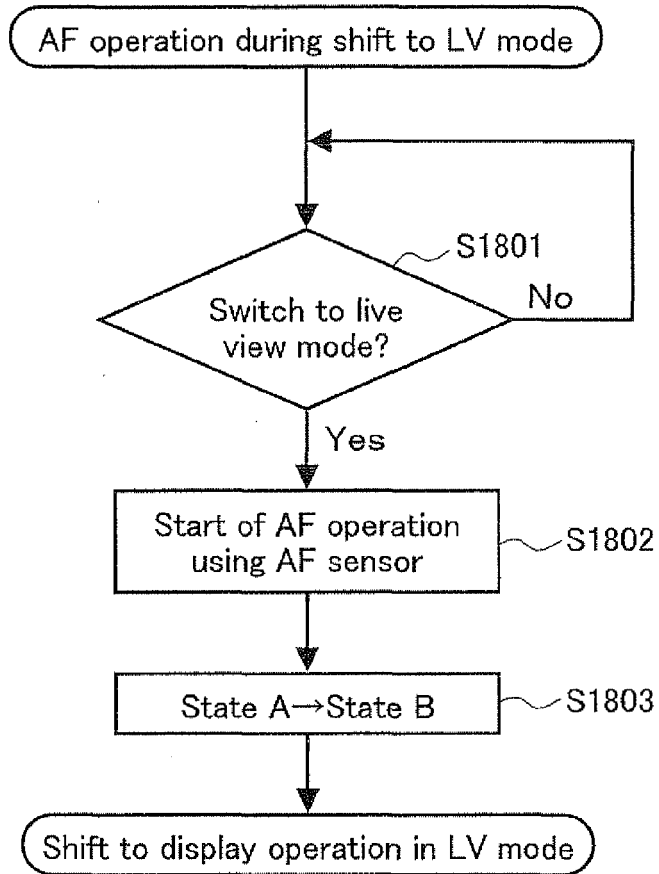 AF operation during shift to LV mode
S1801
Switch to live
view mode?
No
Yes
Start of AF operation
using AF sensor
S1802
State A→State B
S1803
Shift to display operation in LV mode